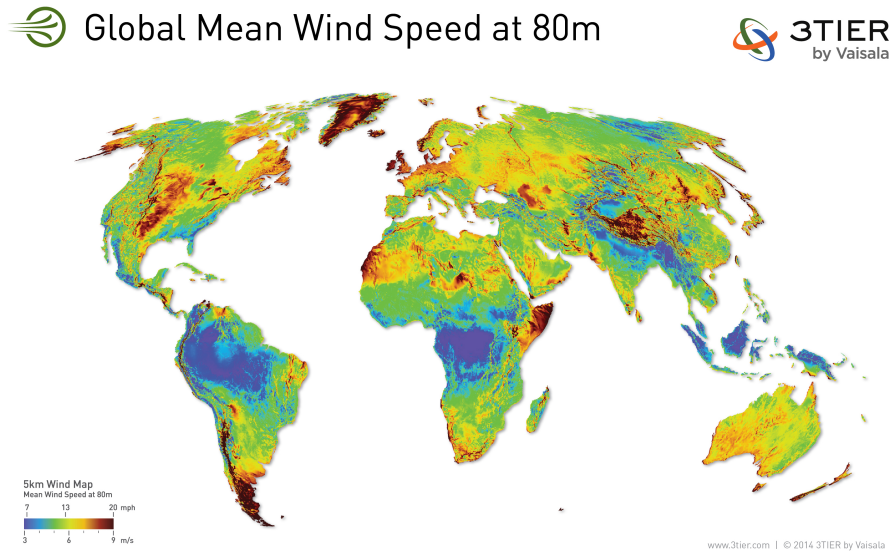 Global Mean Wind Speed at 80m
3TIER
by Vaisala
5km Wind Map
Mean Wind Speed at 80m
7 13 20 mph
3 6 9 m/s
www.3tier.com | © 2014 3TIER by Vaisala